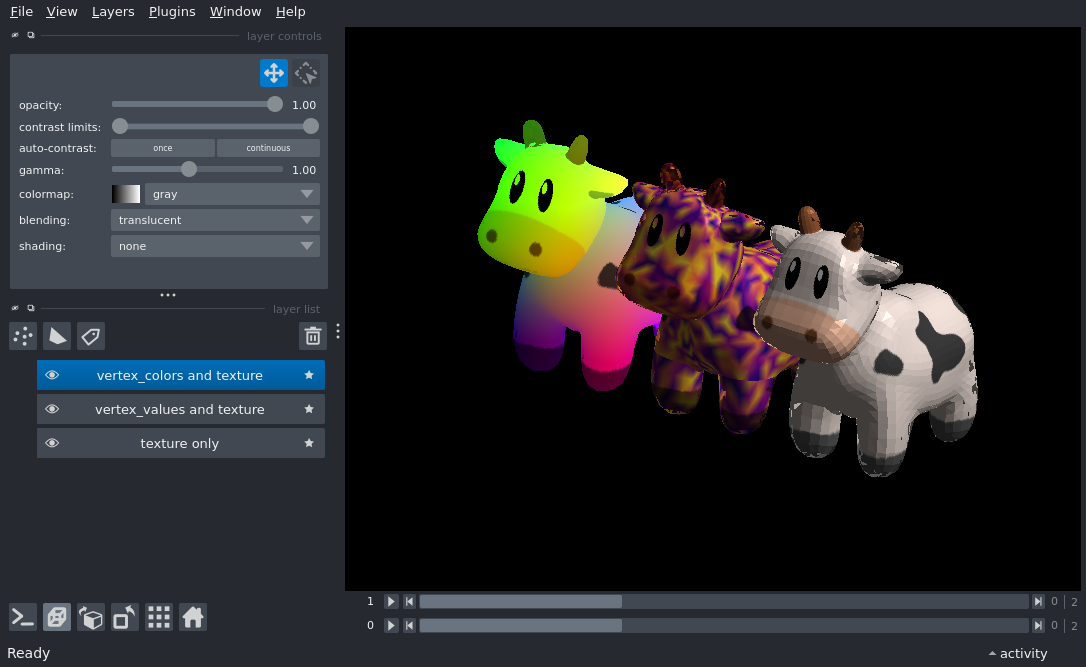 File View Layers Plugins Window Help
layer controls
opacity: 1.00
contrast limits:
auto-contrast: once continuous
gamma: 1.00
colormap: gray
blending: translucent
shading: none
layer list
vertex_colors and texture
vertex_values and texture
texture only
1 0 | 2
0 0 | 2
Ready activity